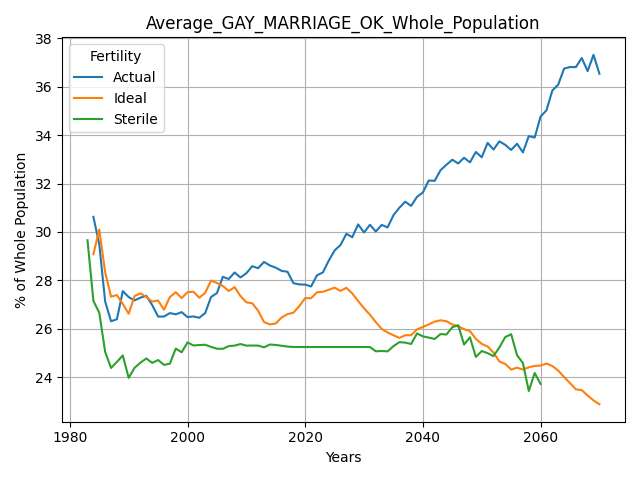 Average_GAY_MARRIAGE_OK_Whole_Population
Fertility
Actual
Ideal
Sterile
% of Whole Population
38
36
34
32
30
28
26
24
1980
2000
2020
2040
2060
Years